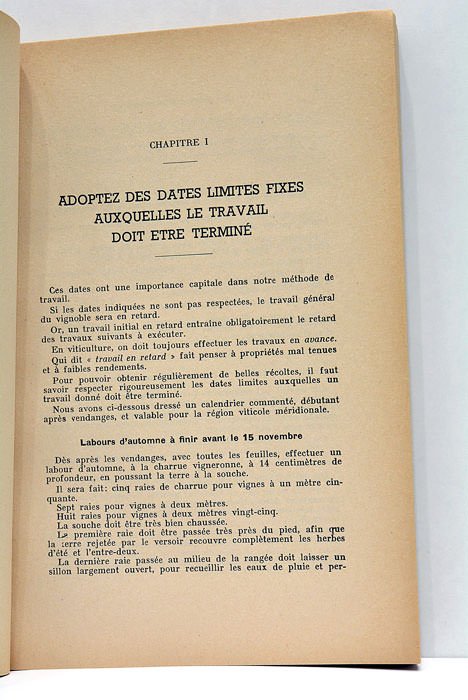 CHAPITRE I
ADOPTEZ DES DATES LIMITES FIXES
AUXQUELLES LE TRAVAIL
DOIT ETRE TERMINÉ
Ces dates ont une importance capitale dans notre méthode de
travail.
Si les dates indiquées ne sont pas respectées, le travail général
du vignoble sera en retard.
Or, un travail initial en retard entraine obligatoirement le retard
des travaux suivants à exécuter.
En viticulture, on doit toujours effectuer les travaux en avance.
Qui dit « travail en retard » fait penser à propriétés mal tenues
et à faibles rendements.
Pour pouvoir obtenir régulièrement de belles récoltes, il faut
savoir respecter rigoureusement les dates limites auxquelles un
travail donné doit être terminé.
Nous avons ci-dessous dressé un calendrier commenté, débutant
après vendanges, et valable pour la région viticole méridionale.
Labours d'automne à finir avant le 15 novembre
Dès après les vendanges, avec toutes les feuilles, effectuer un
labour d'automne, à la charrue vigneronne, à 14 centimètres de
profondeur, en poussant la terre à la souche.
Il sera fait: cinq raies de charrue pour vignes à un mètre cin-
quante.
Sept raies pour vignes à deux mètres.
Huit raies pour vignes à deux mètres vingt-cinq.
La souche doit être très bien chaussée.
La première raie doit être passée très près du pied, afin que
la terre rejetée par le versoir recouvre complètement les herbes
d'été et l'entre-deux.
La dernière raie passée au milieu de la rangée doit laisser un
sillon largement ouvert, pour recueillir les eaux de pluie et per-